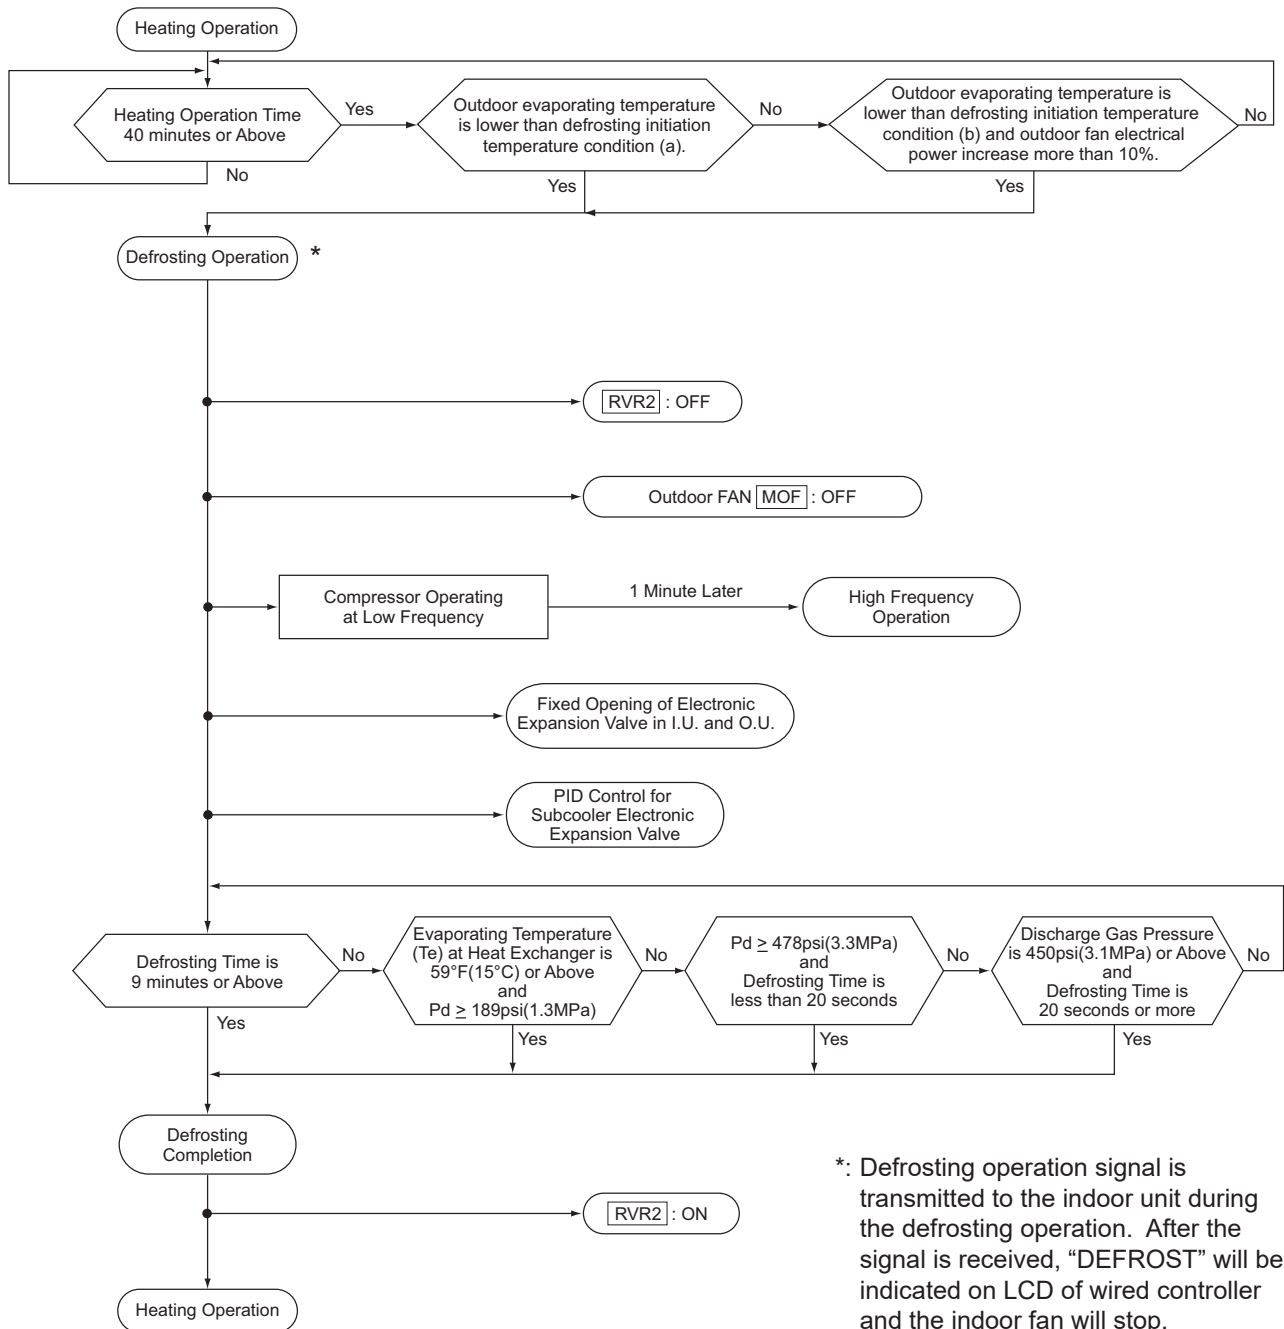 Heating Operation
Heating Operation Time
40 minutes or Above
Yes
No
Outdoor evaporating temperature
is lower than defrosting initiation
temperature condition (a).
No
Yes
Outdoor evaporating temperature is
lower than defrosting initiation temperature
condition (b) and outdoor fan electrical
power increase more than 10%.
No
Yes
Defrosting Operation *
RVR2 : OFF
Outdoor FAN MOF : OFF
Compressor Operating
at Low Frequency
1 Minute Later
High Frequency
Operation
Fixed Opening of Electronic
Expansion Valve in I.U. and O.U.
PID Control for
Subcooler Electronic
Expansion Valve
Defrosting Time is
9 minutes or Above
No
Yes
Evaporating Temperature
(Te) at Heat Exchanger is
59°F(15°C) or Above
and
Pd ≥ 189psi(1.3MPa)
No
Yes
Pd ≥ 478psi(3.3MPa)
and
Defrosting Time is
less than 20 seconds
No
Yes
Discharge Gas Pressure
is 450psi(3.1MPa) or Above
and
Defrosting Time is
20 seconds or more
No
Yes
Defrosting
Completion
RVR2 : ON
Heating Operation
*: Defrosting operation signal is
transmitted to the indoor unit during
the defrosting operation. After the
signal is received, “DEFROST” will be
indicated on LCD of wired controller
and the indoor fan will stop.